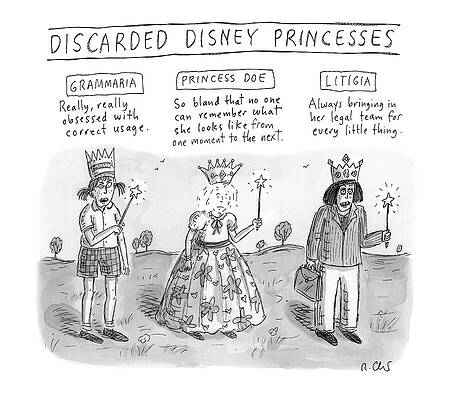 DISCARDED DISNEY PRINCESSES
GRAMMARIA
Really, really
obsessed with
correct usage.
PRINCESS DOE
So bland that no one
can remember what
she looks like from
one moment to the next.
LITIGIA
Always bringing in
her legal team for
every little thing.
R. Chs